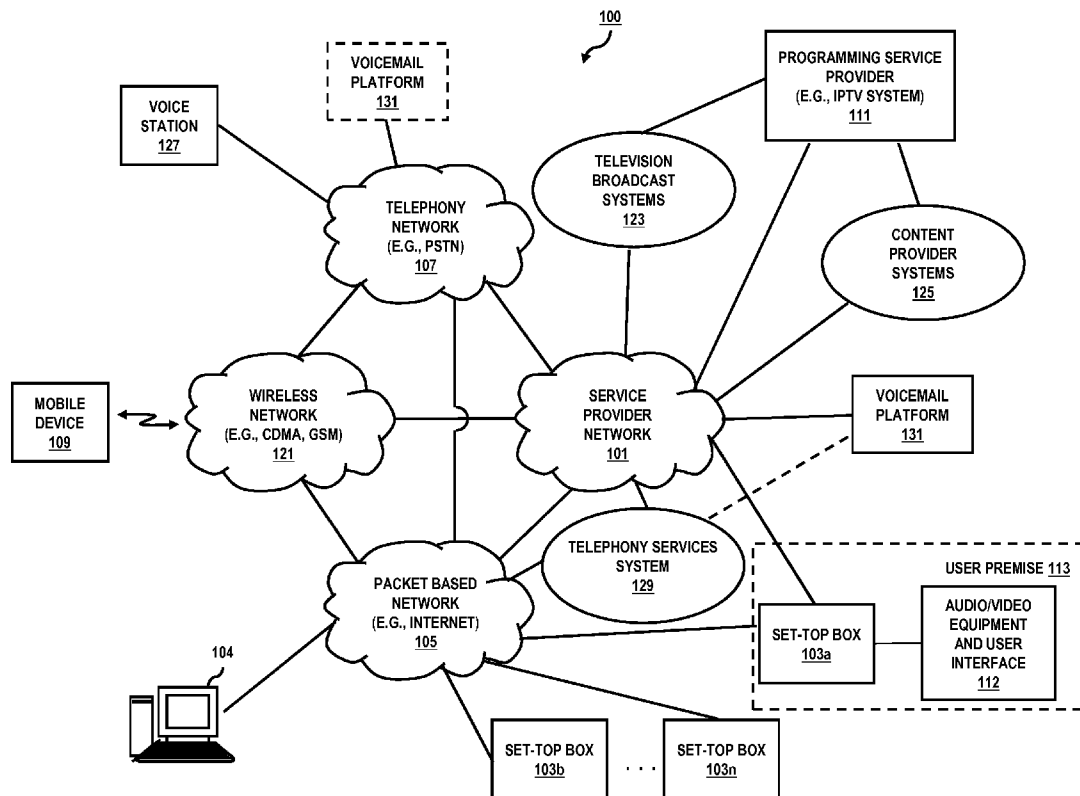 100
VOICEMAIL
PLATFORM
131
PROGRAMMING SERVICE
PROVIDER
(E.G., IPTV SYSTEM)
111
VOICE
STATION
127
TELEVISION
BROADCAST
SYSTEMS
123
TELEPHONY
NETWORK
(E.G., PSTN)
107
CONTENT
PROVIDER
SYSTEMS
125
MOBILE
DEVICE
109
WIRELESS
NETWORK
(E.G., CDMA, GSM)
121
SERVICE
PROVIDER
NETWORK
101
VOICEMAIL
PLATFORM
131
TELEPHONY SERVICES
SYSTEM
129
USER PREMISE 113
PACKET BASED
NETWORK
(E.G., INTERNET)
105
SET-TOP BOX
103a
AUDIO/VIDEO
EQUIPMENT
AND USER
INTERFACE
112
104
SET-TOP BOX
103b
. . .
SET-TOP BOX
103n